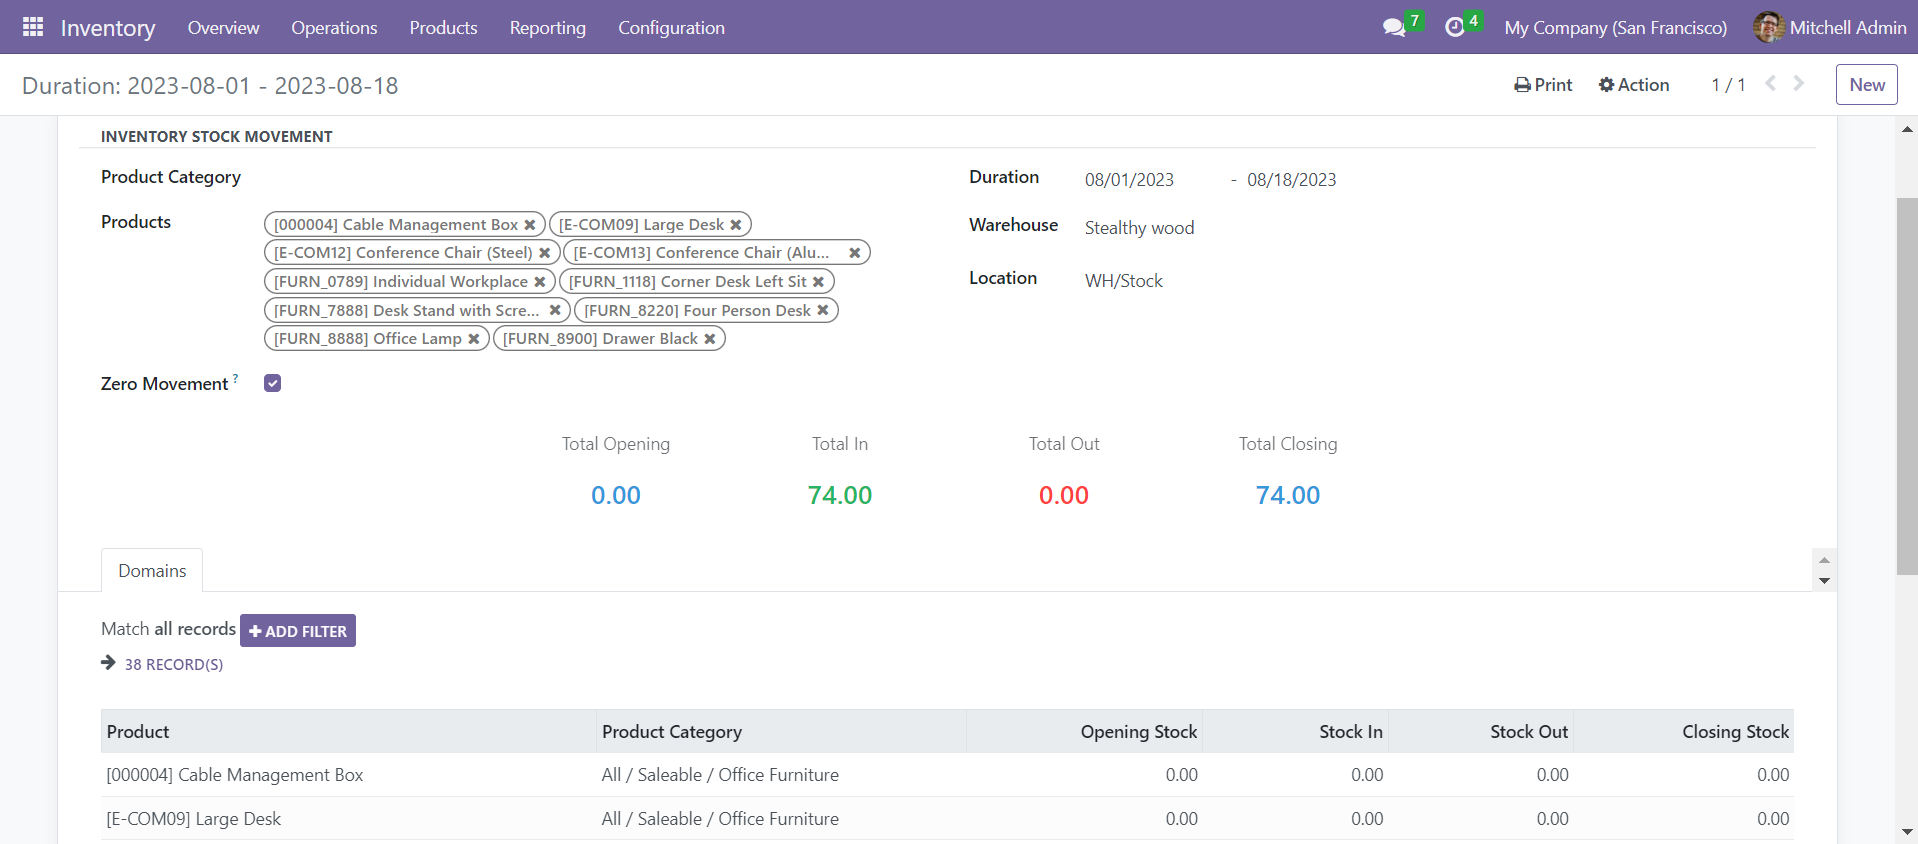 Inventory Overview Operations Products Reporting Configuration 7 4 My Company (San Francisco) Mitchell Admin
Duration: 2023-08-01 - 2023-08-18 Print Action 1 / 1 New
INVENTORY STOCK MOVEMENT
Product Category
Products
[000004] Cable Management Box [E-COM09] Large Desk
[E-COM12] Conference Chair (Steel) [E-COM13] Conference Chair (Alu...
[FURN_0789] Individual Workplace [FURN_1118] Corner Desk Left Sit
[FURN_7888] Desk Stand with Scre... [FURN_8220] Four Person Desk
[FURN_8888] Office Lamp [FURN_8900] Drawer Black
Zero Movement ?
Duration 08/01/2023 - 08/18/2023
Warehouse Stealthy wood
Location WH/Stock
Total Opening Total In Total Out Total Closing
0.00 74.00 0.00 74.00
Domains
Match all records ADD FILTER
38 RECORD(S)
Product Product Category Opening Stock Stock In Stock Out Closing Stock
[000004] Cable Management Box All / Saleable / Office Furniture 0.00 0.00 0.00 0.00
[E-COM09] Large Desk All / Saleable / Office Furniture 0.00 0.00 0.00 0.00